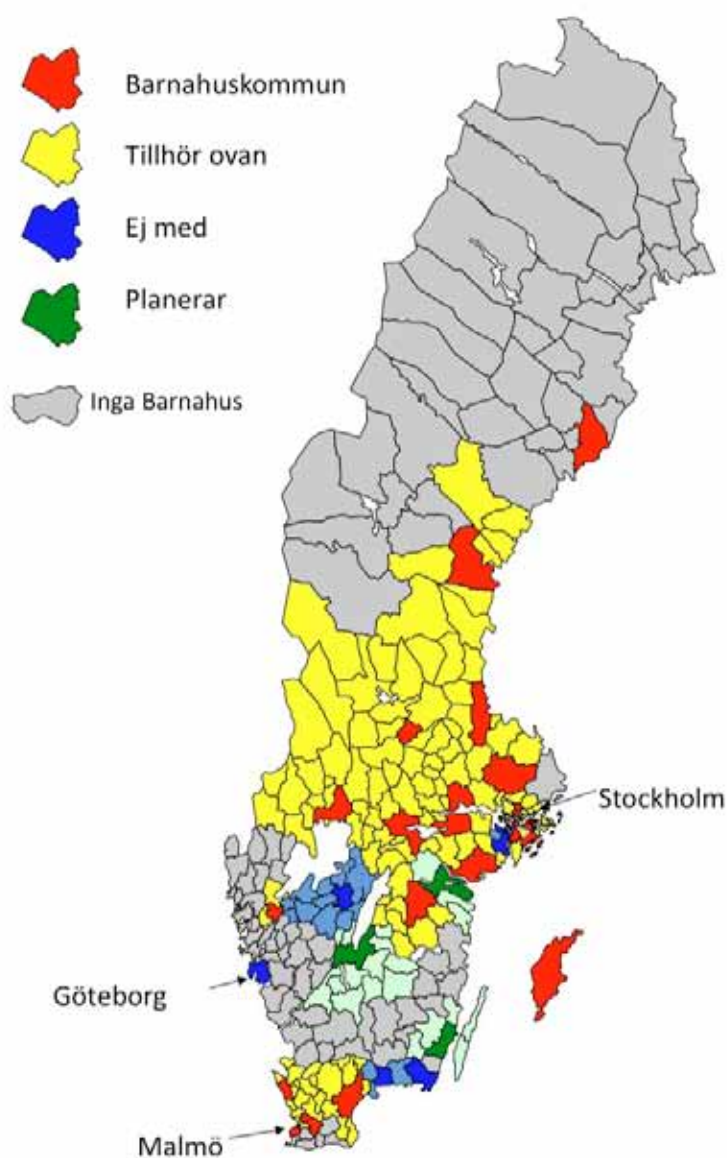 Barnahuskommun
Tillhör ovan
Ej med
Planerar
Inga Barnahus
Stockholm
Göteborg
Malmö